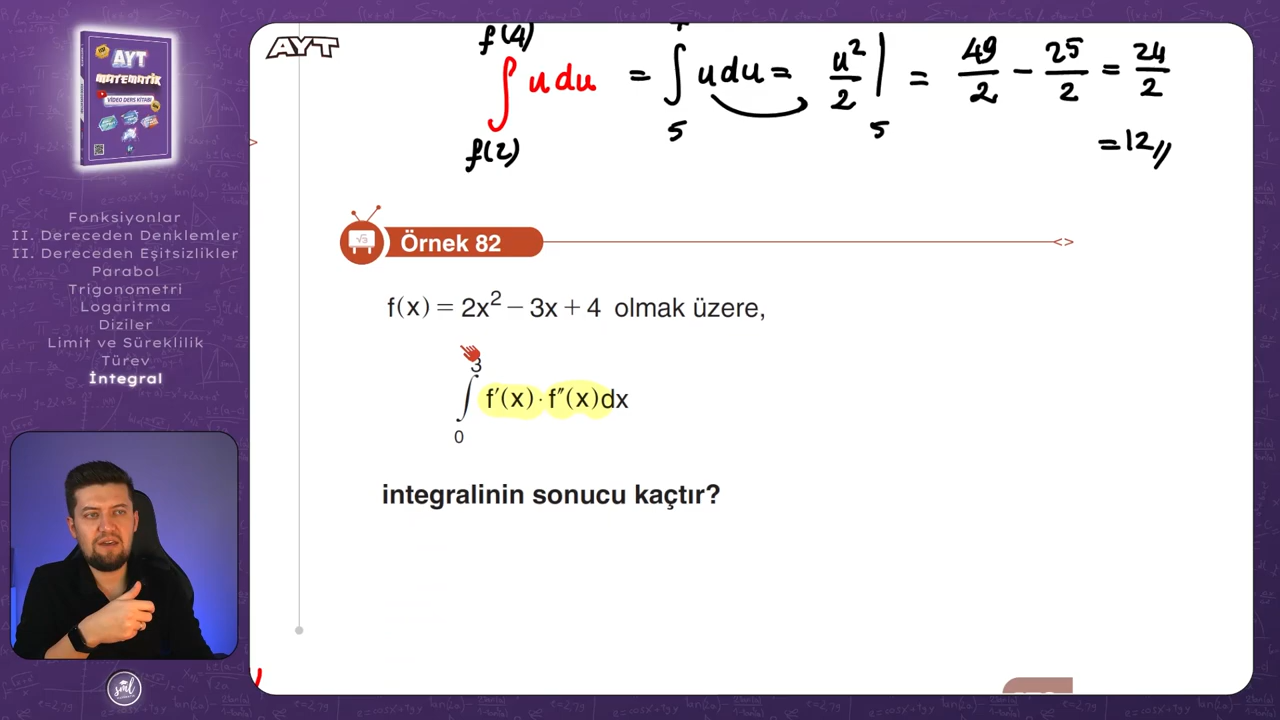 AYT
f(4)
∫ u du = ∫ u du = u²/2 | = 49/2 − 25/2 = 24/2
f(2) 5 5
=12//
AYT
MATEMATİK
VİDEO DERS KİTABI
Fonksiyonlar
II. Dereceden Denklemler
II. Dereceden Eşitsizlikler
Parabol
Trigonometri
Logaritma
Diziler
Limit ve Süreklilik
Türev
İntegral
√3
Örnek 82
<>
f(x) = 2x² − 3x + 4 olmak üzere,
3
∫ f′(x) · f″(x)dx
0
integralinin sonucu kaçtır?
sml